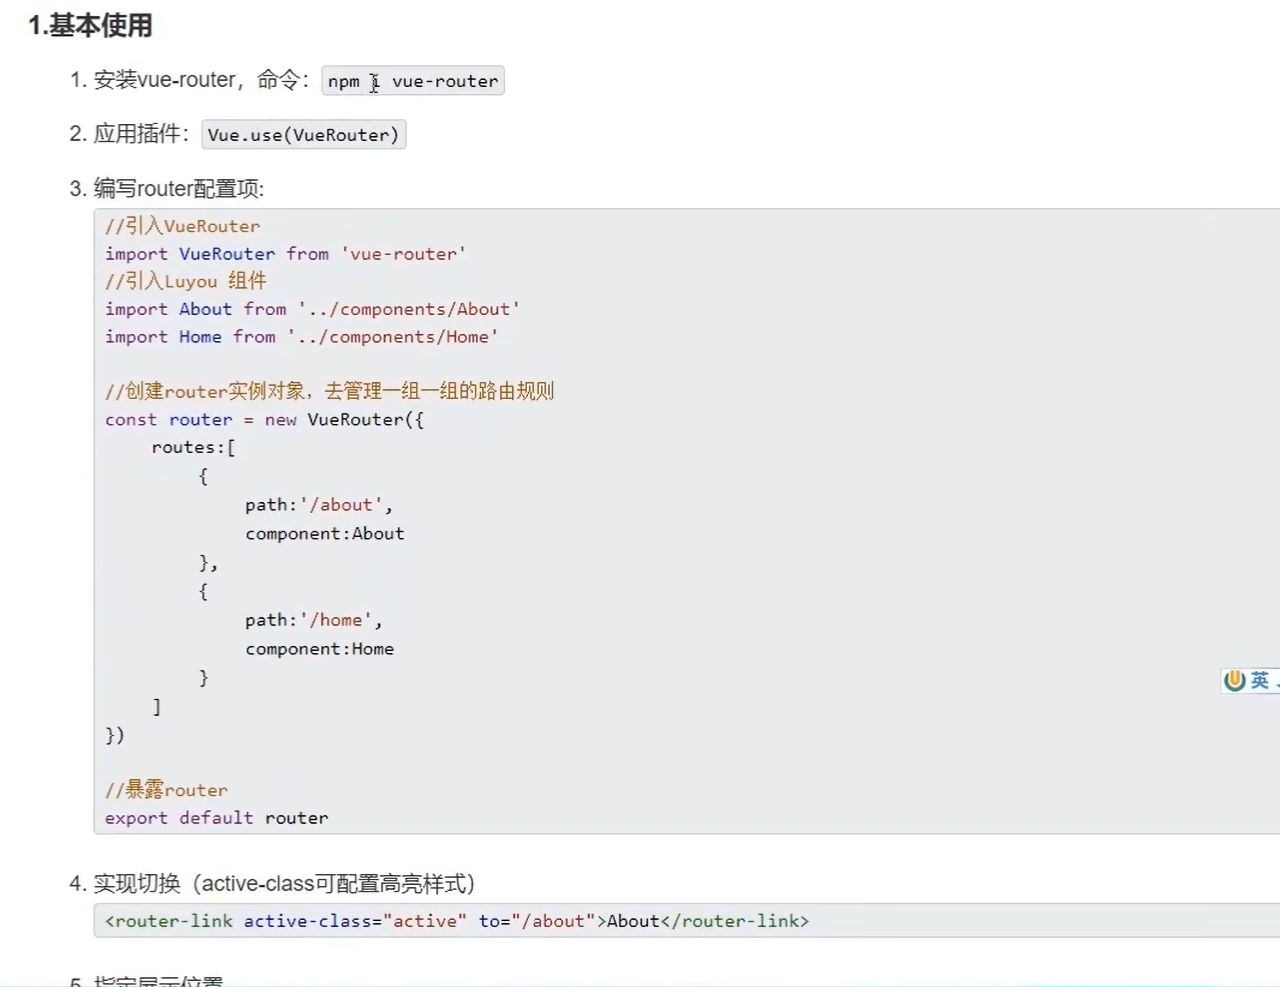 1.基本使用
1. 安装vue-router，命令： npm i vue-router
2. 应用插件： Vue.use(VueRouter)
3. 编写router配置项:
//引入VueRouter
import VueRouter from 'vue-router'
//引入Luyou 组件
import About from '../components/About'
import Home from '../components/Home'
//创建router实例对象，去管理一组一组的路由规则
const router = new VueRouter({
    routes:[
        {
            path:'/about',
            component:About
        },
        {
            path:'/home',
            component:Home
        }
    ]
})
//暴露router
export default router
英
4. 实现切换（active-class可配置高亮样式）
<router-link active-class="active" to="/about">About</router-link>
5. 指定展示位置